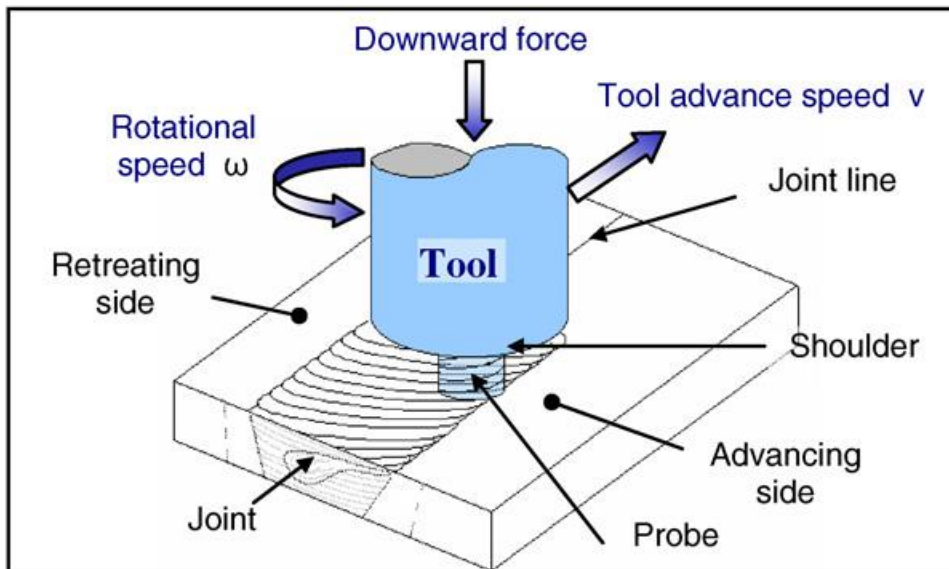 Downward force
Tool advance speed v
Rotational
speed ω
Joint line
Retreating
side
Tool
Shoulder
Advancing
side
Joint
Probe